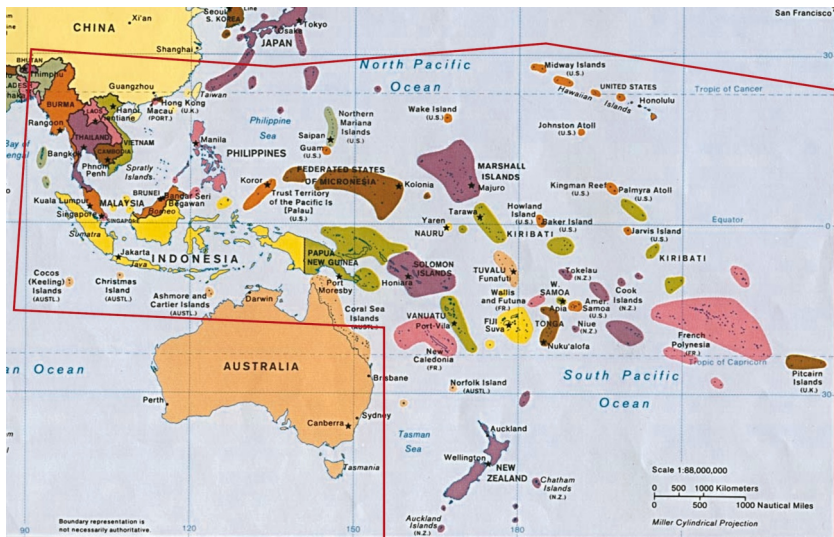 San Francisco
Xi'an
Seoul
S. KOREA
Tokyo
Osaka
CHINA
JAPAN
Shanghai
30
North Pacific
Ocean
BHUTAN
Thimphu
Midway Islands
(U.S.)
Tropic of Cancer
Guangzhou
Taiwan
Hawaiian Islands
UNITED STATES
Honolulu
BURMA
Hong Kong
(U.K.)
Macau
(PORT.)
Hanoi
LAOS
Vientiane
Philippine
Sea
Northern
Mariana
Islands
(U.S.)
Wake Island
(U.S.)
Rangoon
THAILAND
VIETNAM
Manila
Saipan
Johnston Atoll
(U.S.)
Bay of
Bangkok
CAMBODIA
Phnom
Penh
Spratly
Islands
PHILIPPINES
Guam
(U.S.)
MARSHALL
ISLANDS
FEDERATED STATES
OF MICRONESIA
Koror
Kolonia
Majuro
Kingman Reef
(U.S.)
Palmyra Atoll
(U.S.)
Trust Territory
of the Pacific Is
[Palau]
(U.S.)
Kuala Lumpur
MALAYSIA
BRUNEI
Bandar Seri
Begawan
Singapore
SINGAPORE
Borneo
Tarawa
Howland
Island
(U.S.)
Baker Island
(U.S.)
Equator
0
Yaren
NAURU
KIRIBATI
Jarvis Island
(U.S.)
Sumatra
KIRIBATI
INDONESIA
PAPUA
NEW GUINEA
SOLOMON
ISLANDS
Jakarta
Java
TUVALU
Funafuti
Tokelau
(N.Z.)
Cocos
(Keeling)
Islands
(AUSTL.)
Christmas
Island
(AUSTL.)
Port
Moresby
Honiara
Wallis
and Futuna
(FR.)
W.
SAMOA
Apia
Amer.
Samoa
(U.S.)
Cook
Islands
(N.Z.)
Ashmore and
Cartier Islands
(AUSTL.)
Darwin
Coral Sea
Islands
(AUSTL.)
VANUATU
Port-Vila
FIJI
Suva
TONGA
Niue
(N.Z.)
Nuku'alofa
French
Polynesia
(FR.)
New
Caledonia
(FR.)
Tropic of Capricorn
an Ocean
AUSTRALIA
Brisbane
South Pacific
Ocean
Pitcairn
Islands
(U.K.)
Norfolk Island
(AUSTL.)
30
Perth
Sydney
Canberra
Tasman
Sea
Auckland
Wellington
NEW
ZEALAND
Tasmania
Chatham
Islands
(N.Z.)
Scale 1:88,000,000
0 500 1000 Kilometers
0 500 1000 Nautical Miles
Miller Cylindrical Projection
Auckland
Islands
(N.Z.)
Boundary representation is
not necessarily authoritative.
90
120
150
180